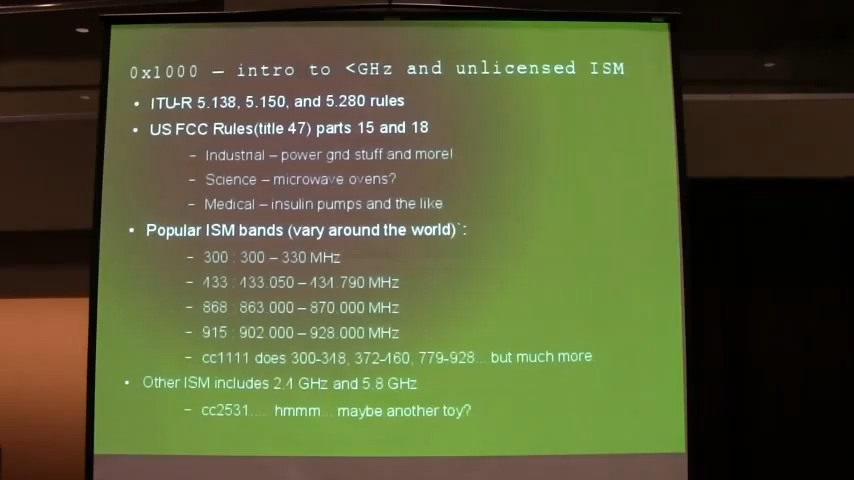 0x1000 – intro to <GHz and unlicensed ISM
• ITU-R 5.138, 5.150, and 5.280 rules
• US FCC Rules(title 47) parts 15 and 18
– Industrial – power grid stuff and more!
– Science – microwave ovens?
– Medical – insulin pumps and the like
• Popular ISM bands (vary around the world)`:
– 300 : 300 – 330 MHz
– 433 : 433.050 – 434.790 MHz
– 868 : 863.000 – 870.000 MHz
– 915 : 902.000 – 928.000 MHz
– cc1111 does 300-348, 372-460, 779-928... but much more.
• Other ISM includes 2.4 GHz and 5.8 GHz
– cc2531.... hmmm... maybe another toy?